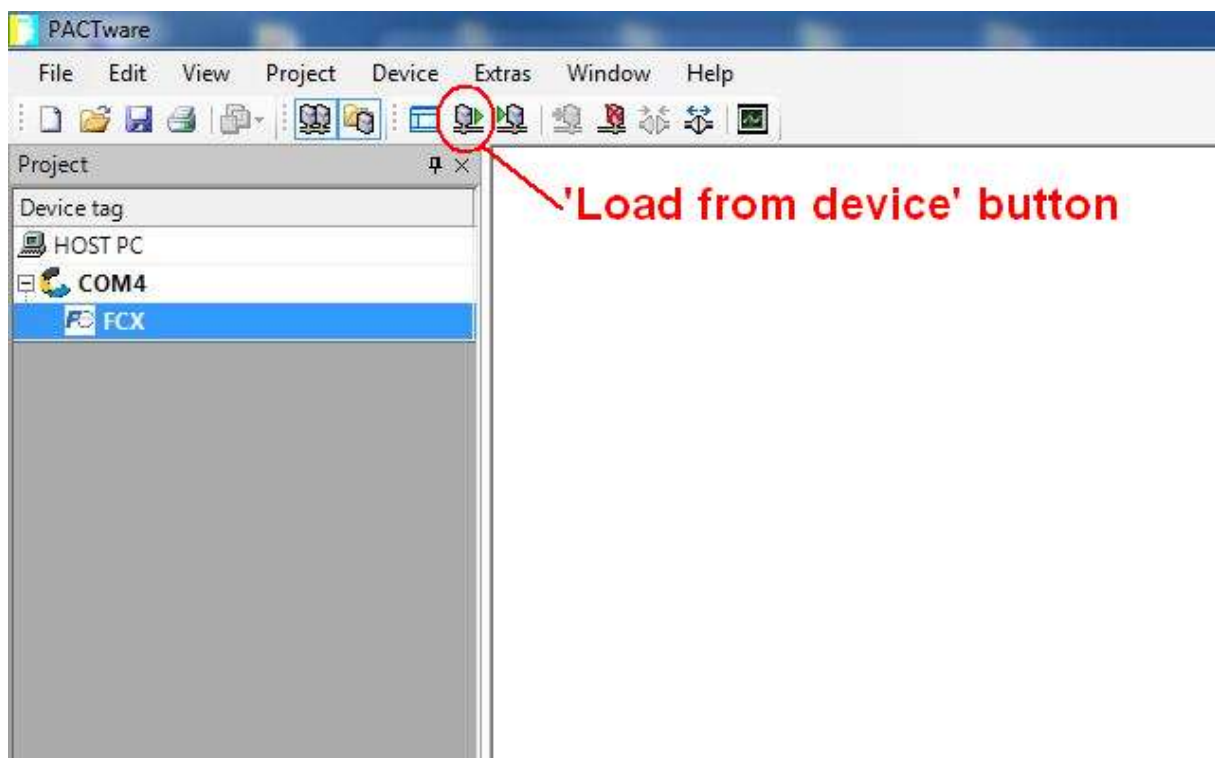 PACTware
File Edit View Project Device Extras Window Help
Project
'Load from device' button
Device tag
HOST PC
COM4
FCX